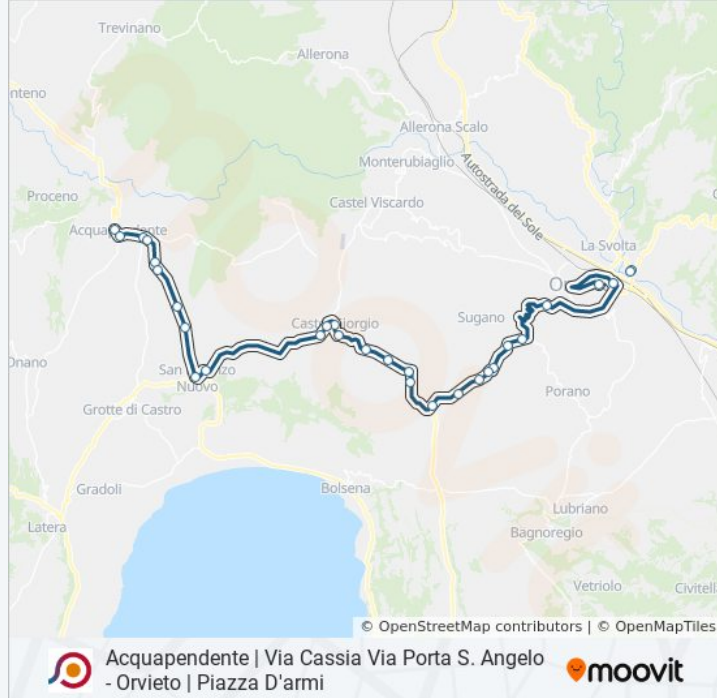 Trevinano
Allerona
nteno
Allerona Scalo
Monterubiaglio
Autostrada del Sole
Proceno
Castel Viscardo
Acquapendente
La Svolta
O
Sugano
Castel Giorgio
Onano
San Lorenzo
Nuovo
Porano
Grotte di Castro
Gradoli
Bolsena
Lubriano
Latera
Bagnoregio
Vetriolo
Civitell
© OpenStreetMap contributors | © OpenMapTiles
Acquapendente | Via Cassia Via Porta S. Angelo
- Orvieto | Piazza D'armi
moovit